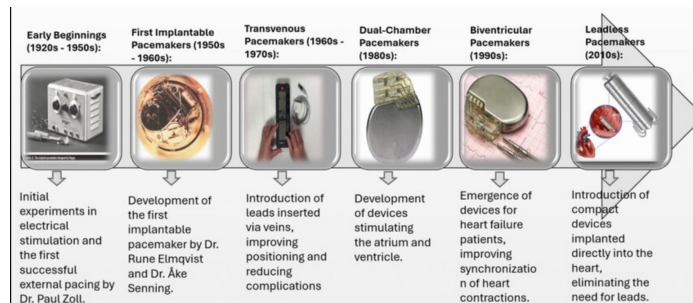 Early Beginnings
(1920s - 1950s):
First Implantable
Pacemakers (1950s
- 1960s):
Transvenous
Pacemakers (1960s -
1970s):
Dual-Chamber
Pacemakers
(1980s):
Biventricular
Pacemakers
(1990s):
Leadless
Pacemakers
(2010s):
Initial
experiments in
electrical
stimulation and
the first
successful
external pacing by
Dr. Paul Zoll.
Development of
the first
implantable
pacemaker by Dr.
Rune Elmqvist
and Dr. Åke
Senning.
Introduction of
leads inserted
via veins,
improving
positioning and
reducing
complications
Development
of devices
stimulating
the atrium and
ventricle.
Emergence of
devices for
heart failure
patients,
improving
synchronizatio
n of heart
contractions.
Introduction of
compact
devices
implanted
directly into the
heart,
eliminating the
need for leads.